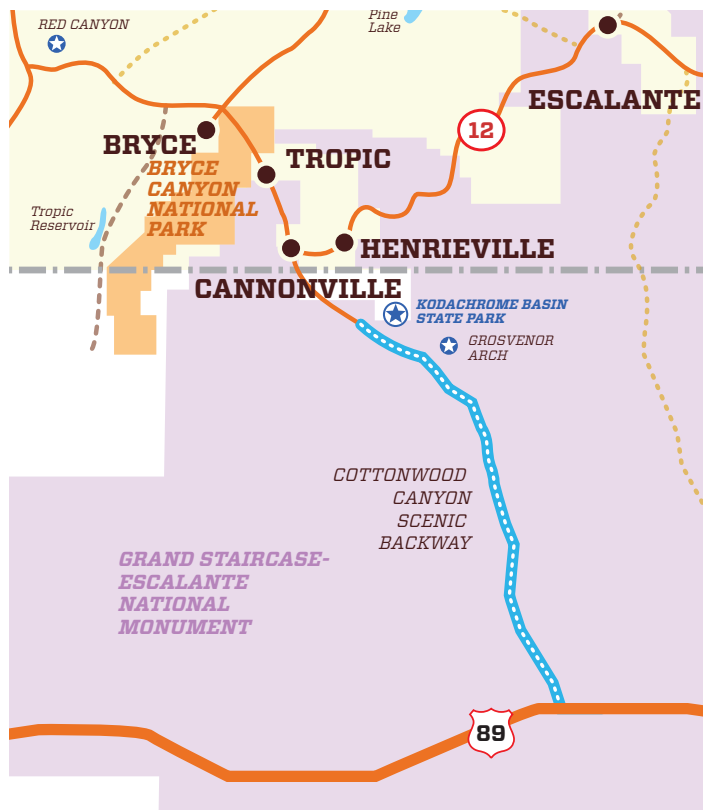 RED CANYON
Pine
Lake
ESCALANTE
12
BRYCE
TROPIC
BRYCE
CANYON
NATIONAL
PARK
Tropic
Reservoir
HENRIEVILLE
CANNONVILLE
KODACHROME BASIN
STATE PARK
GROSVENOR
ARCH
COTTONWOOD
CANYON
SCENIC
BACKWAY
GRAND STAIRCASE-
ESCALANTE
NATIONAL
MONUMENT
89